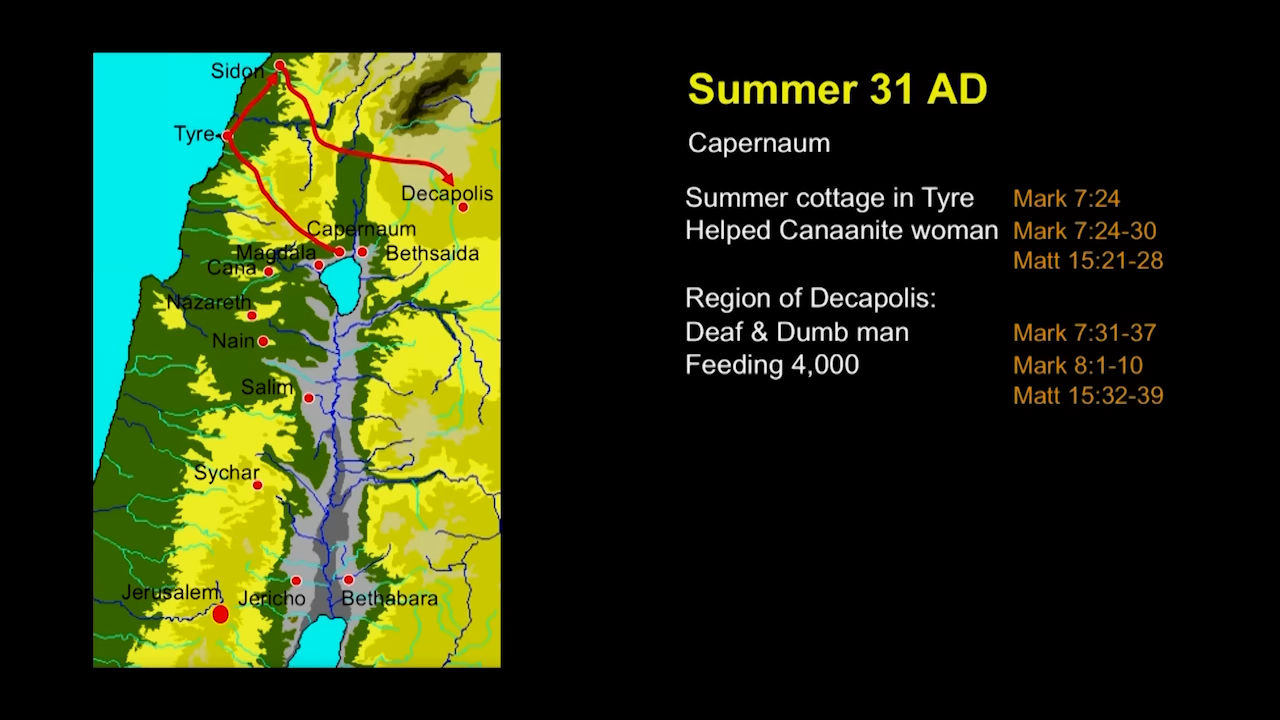 Summer 31 AD
Capernaum
Summer cottage in Tyre Mark 7:24
Helped Canaanite woman Mark 7:24-30
Matt 15:21-28
Region of Decapolis:
Deaf & Dumb man Mark 7:31-37
Feeding 4,000 Mark 8:1-10
Matt 15:32-39
Sidon
Tyre
Decapolis
Capernaum
Magdala
Bethsaida
Cana
Nazareth
Nain
Salim
Sychar
Jerusalem
Jericho
Bethabara